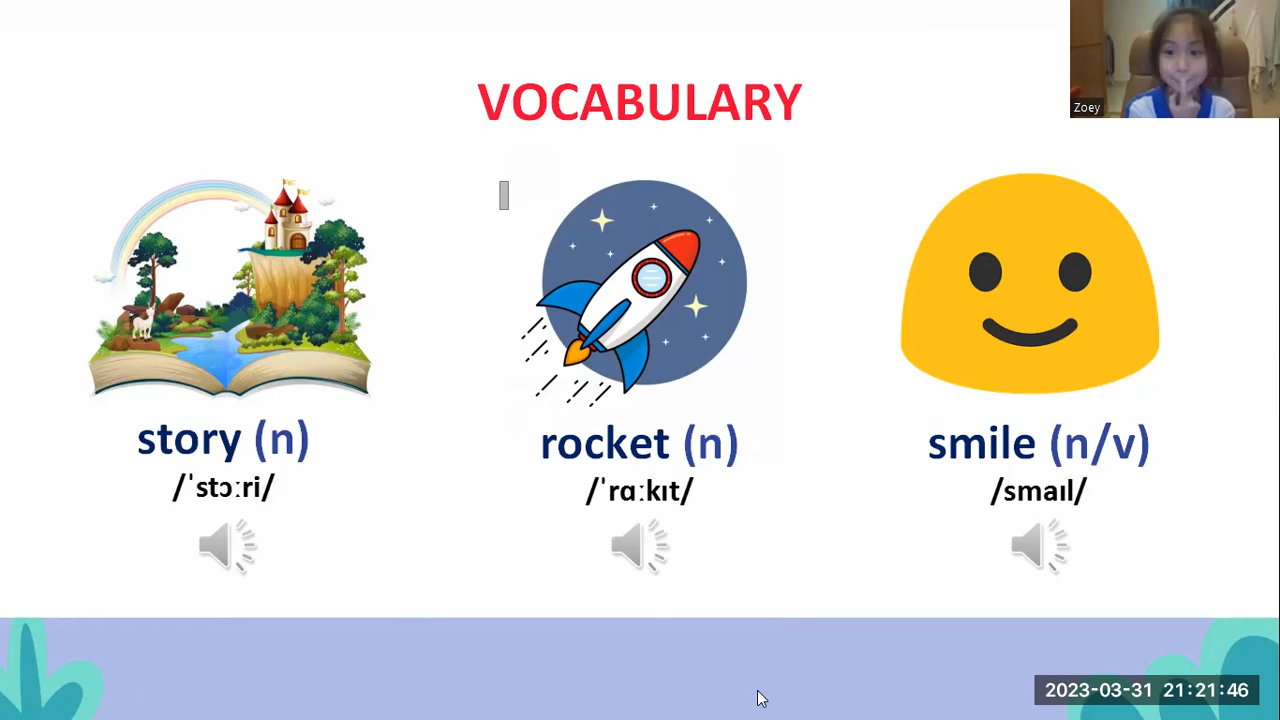 Zoey
VOCABULARY
story (n)
/ˈstɔːri/
rocket (n)
/ˈrɑːkɪt/
smile (n/v)
/smaɪl/
2023-03-31 21:21:46